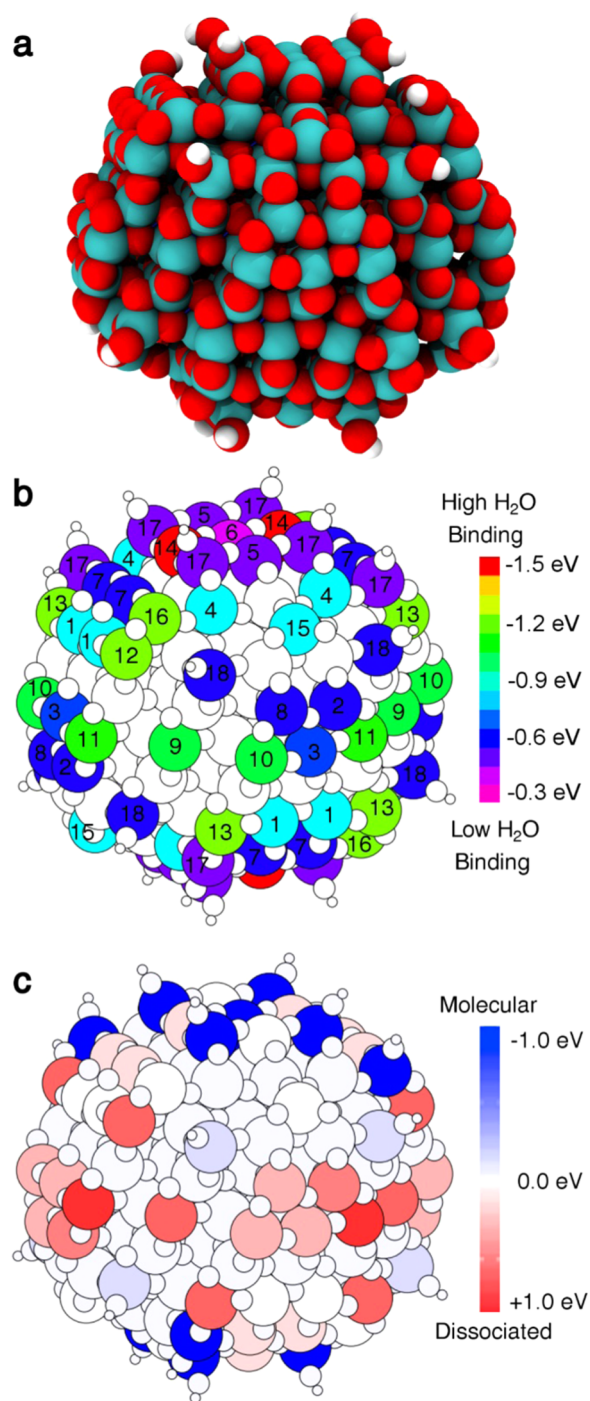 a
b
17 5 17
17 14 6 14
17 5 17 7
17 4
7 7 17
13 16 4 4 13
1 1 15
12 18
18
10 10
3 8 2 9
11 9 10 3 11
8 2 18
18 13 1 1 13
15
17 7 7 16
High H₂O
Binding
-1.5 eV
-1.2 eV
-0.9 eV
-0.6 eV
-0.3 eV
Low H₂O
Binding
c
Molecular
-1.0 eV
0.0 eV
+1.0 eV
Dissociated